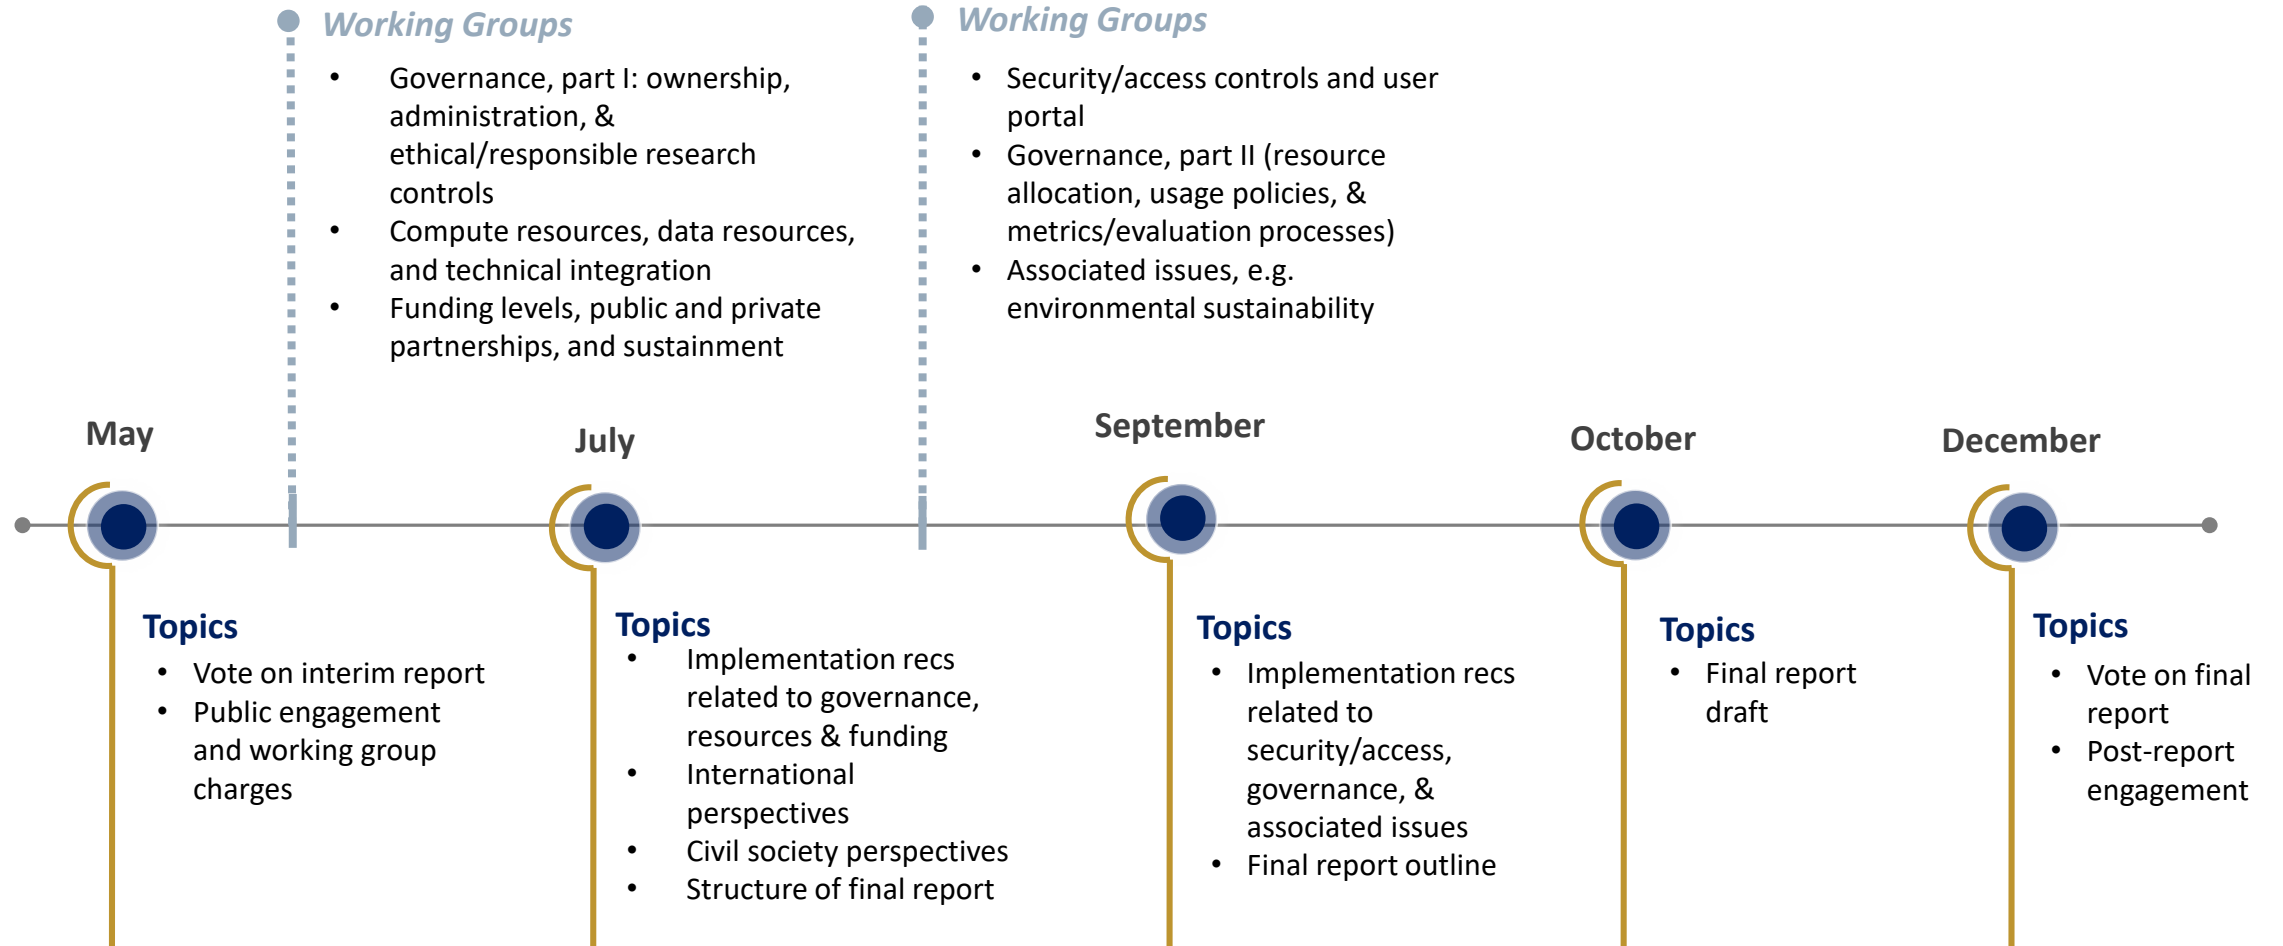 Working Groups
• Governance, part I: ownership,
administration, &
ethical/responsible research
controls
• Compute resources, data resources,
and technical integration
• Funding levels, public and private
partnerships, and sustainment
Working Groups
• Security/access controls and user
portal
• Governance, part II (resource
allocation, usage policies, &
metrics/evaluation processes)
• Associated issues, e.g.
environmental sustainability
May
July
September
October
December
Topics
• Vote on interim report
• Public engagement
and working group
charges
Topics
• Implementation recs
related to governance,
resources & funding
• International
perspectives
• Civil society perspectives
• Structure of final report
Topics
• Implementation recs
related to
security/access,
governance, &
associated issues
• Final report outline
Topics
• Final report
draft
Topics
• Vote on final
report
• Post-report
engagement